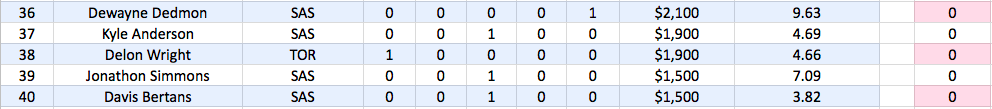 36 Dewayne Dedmon SAS 0 0 0 0 1 $2,100 9.63 0
37 Kyle Anderson SAS 0 0 1 0 0 $1,900 4.69 0
38 Delon Wright TOR 1 0 0 0 0 $1,900 4.66 0
39 Jonathon Simmons SAS 0 0 1 0 0 $1,500 7.09 0
40 Davis Bertans SAS 0 0 1 0 0 $1,500 3.82 0